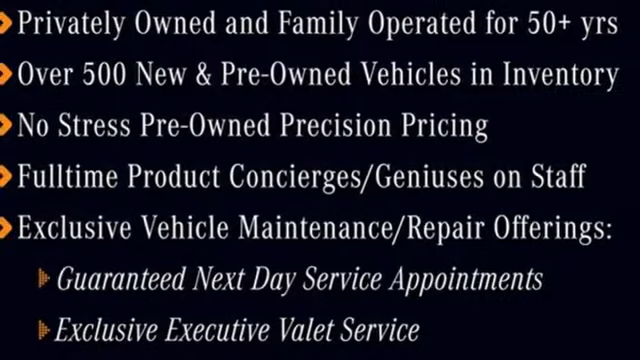 Privately Owned and Family Operated for 50+ yrs
Over 500 New & Pre-Owned Vehicles in Inventory
No Stress Pre-Owned Precision Pricing
Fulltime Product Concierges/Geniuses on Staff
Exclusive Vehicle Maintenance/Repair Offerings:
Guaranteed Next Day Service Appointments
Exclusive Executive Valet Service